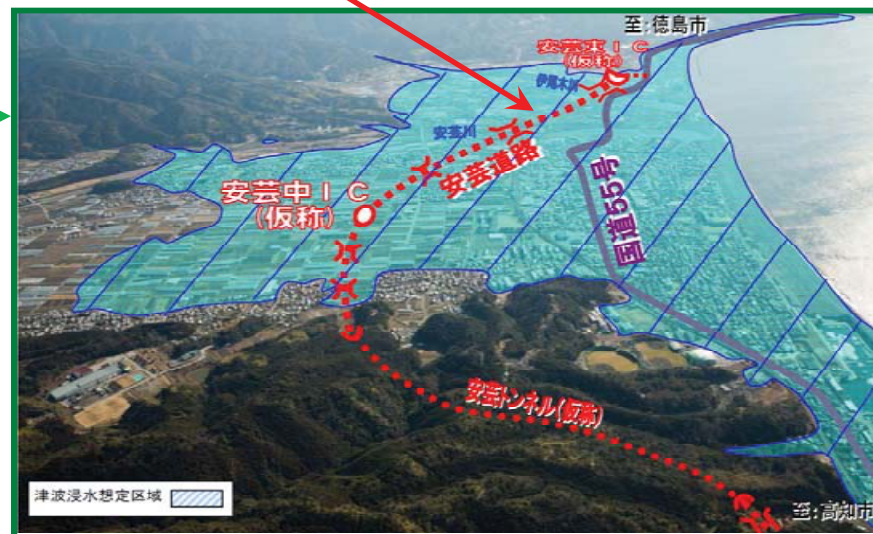 至:徳島市
安芸東IC
(仮称)
伊尾木川
安芸川
安芸道路
安芸中IC
(仮称)
国道55号
安芸トンネル(仮称)
津波浸水想定区域
至:高知市